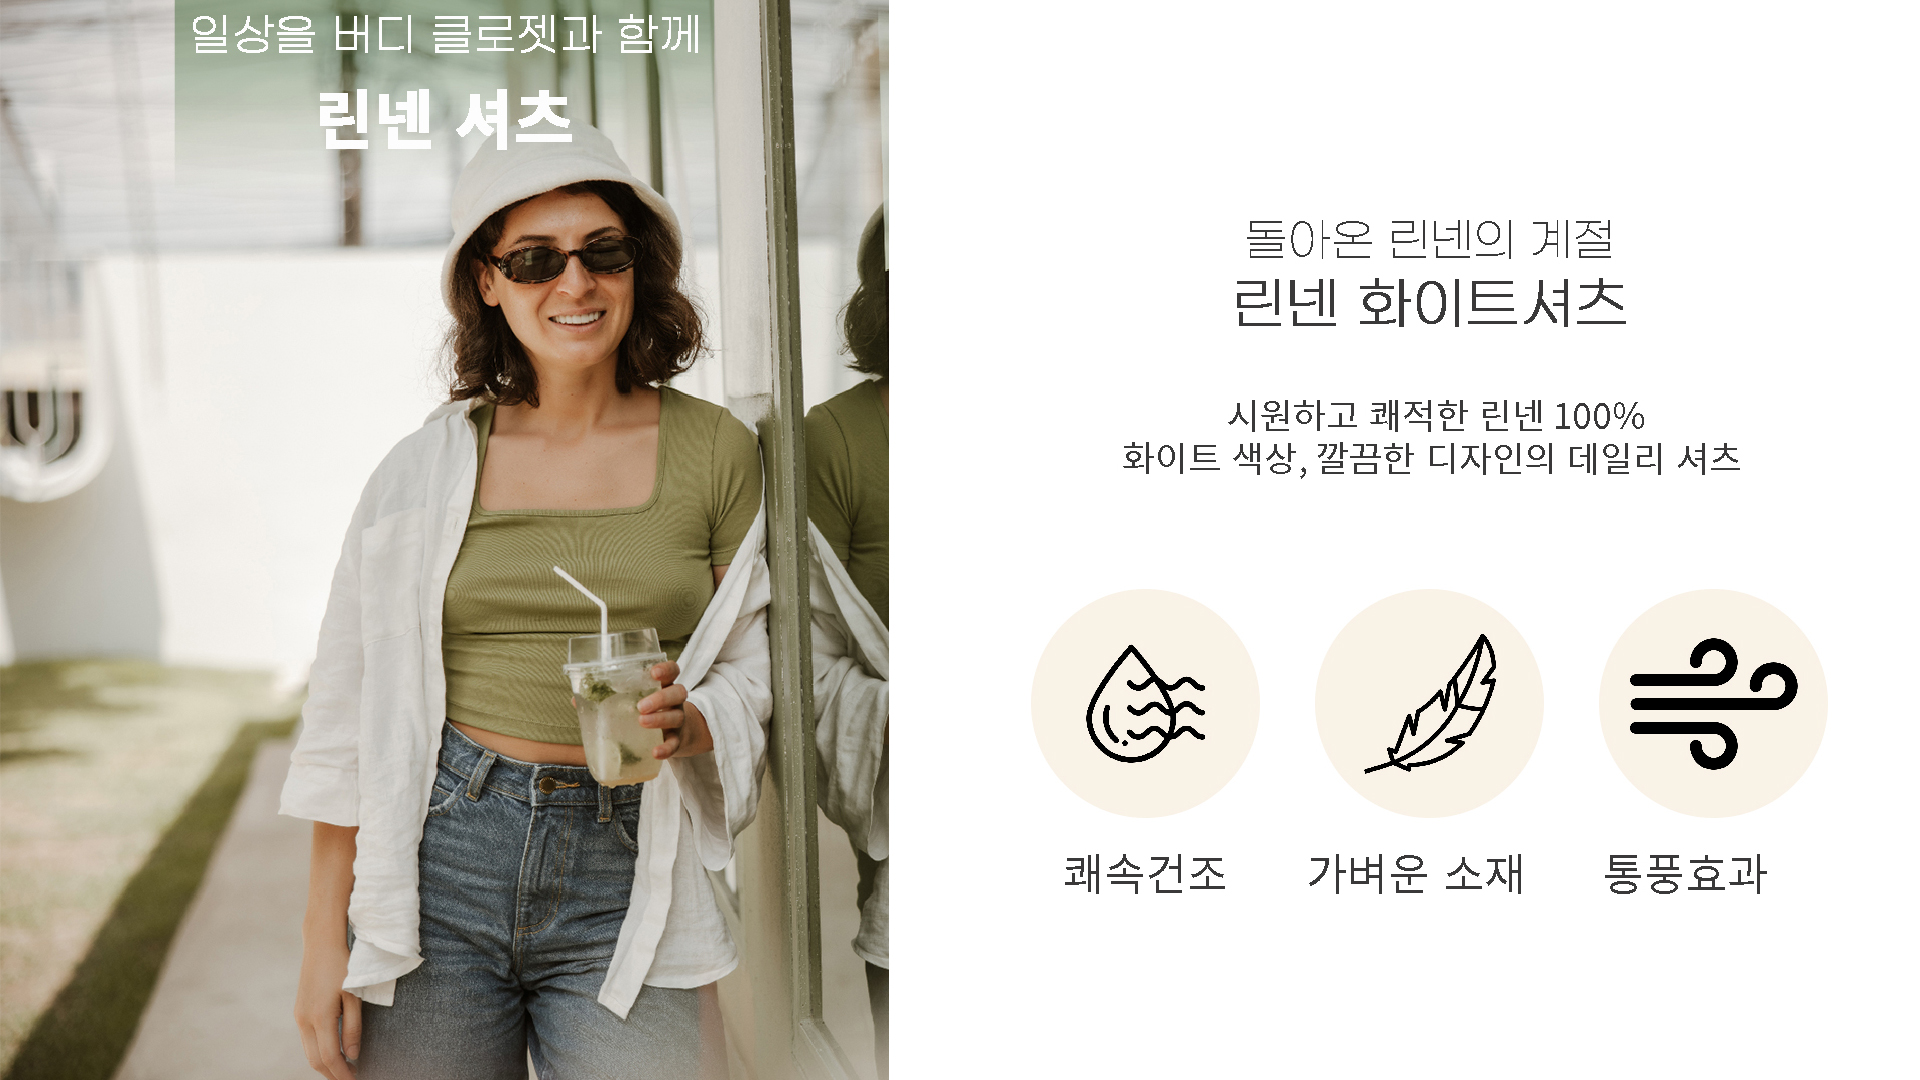 일상을 버디 클로젯과 함께
린넨 셔츠
돌아온 린넨의 계절
린넨 화이트셔츠
시원하고 쾌적한 린넨 100%
화이트 색상, 깔끔한 디자인의 데일리 셔츠
쾌속건조
가벼운 소재
통풍효과